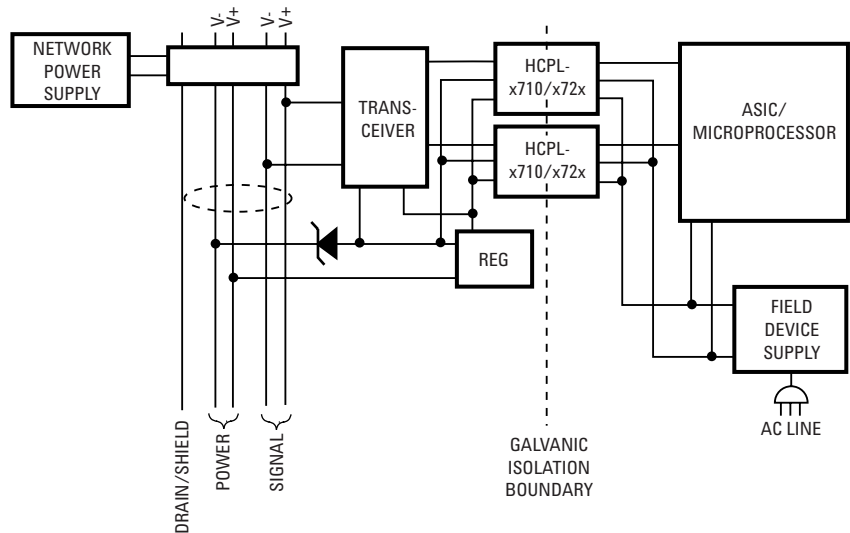 V-
V+
V-
V+
NETWORK
POWER
SUPPLY
TRANS-
CEIVER
HCPL-
x710/x72x
HCPL-
x710/x72x
ASIC/
MICROPROCESSOR
REG
FIELD
DEVICE
SUPPLY
AC LINE
DRAIN/SHIELD
POWER
SIGNAL
GALVANIC
ISOLATION
BOUNDARY